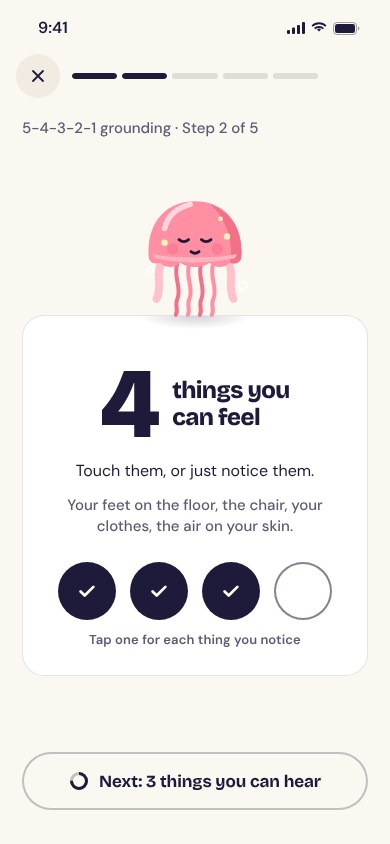 9:41
5-4-3-2-1 grounding · Step 2 of 5
4 things you
can feel
Touch them, or just notice them.
Your feet on the floor, the chair, your
clothes, the air on your skin.
Tap one for each thing you notice
Next: 3 things you can hear